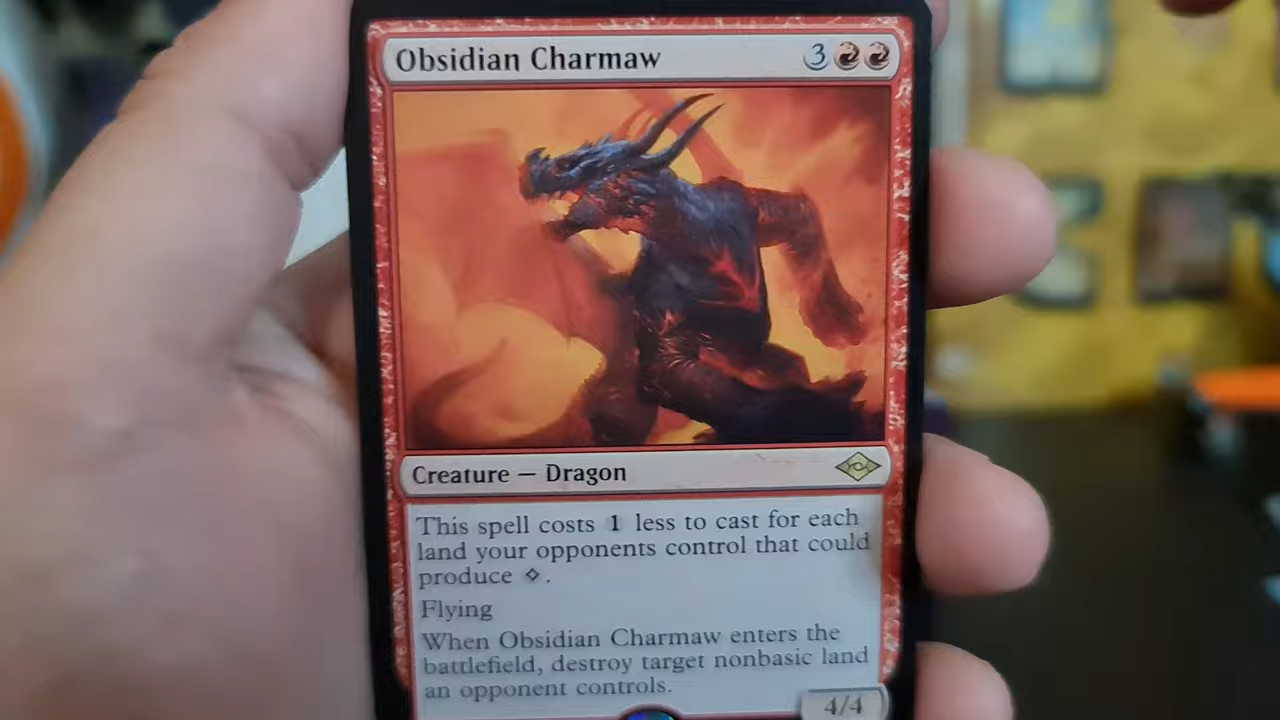 Obsidian Charmaw 3
Creature — Dragon
This spell costs 1 less to cast for each
land your opponents control that could
produce ◇.
Flying
When Obsidian Charmaw enters the
battlefield, destroy target nonbasic land
an opponent controls.
4/4